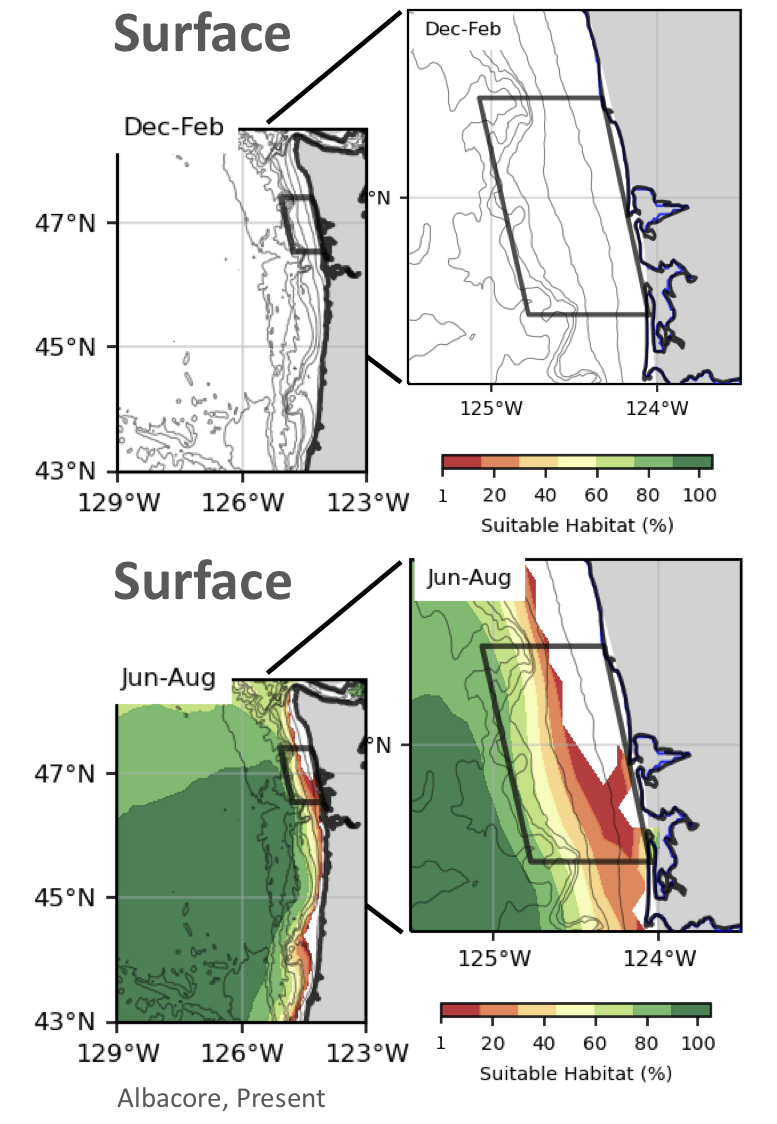 Surface
Dec-Feb
Dec-Feb
47°N
45°N
43°N
129°W 126°W 123°W
°N
125°W 124°W
1 20 40 60 80 100
Suitable Habitat (%)
Surface
Jun-Aug
Jun-Aug
47°N
45°N
43°N
129°W 126°W 123°W
°N
125°W 124°W
1 20 40 60 80 100
Suitable Habitat (%)
Albacore, Present